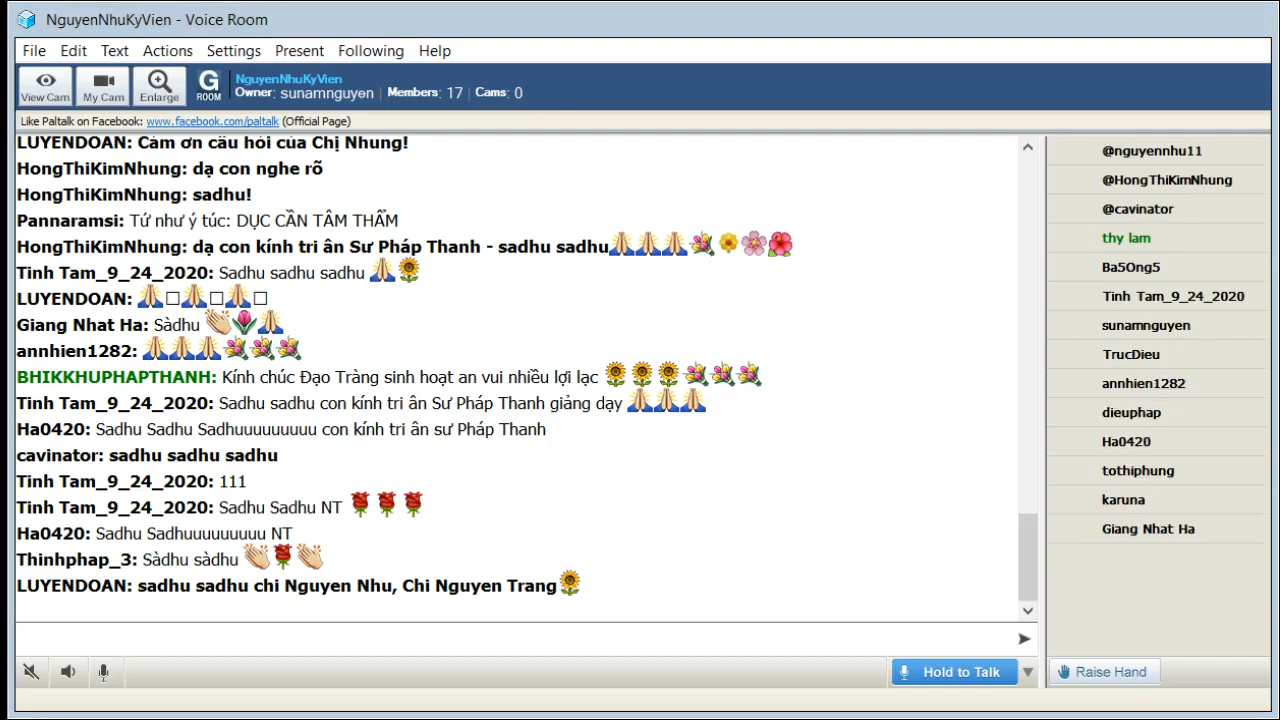 NguyenNhuKyVien - Voice Room
File Edit Text Actions Settings Present Following Help
View Cam My Cam Enlarge G ROOM NguyenNhuKyVien
Owner: sunamnguyen Members: 17 Cams: 0
Like Paltalk on Facebook: www.facebook.com/paltalk (Official Page)
LUYENDOAN: Cảm ơn câu hỏi của Chị Nhung!
HongThiKimNhung: dạ con nghe rõ
HongThiKimNhung: sadhu!
Pannaramsi: Tứ như ý túc: DỤC CẦN TÂM THẨM
HongThiKimNhung: dạ con kính tri ân Sư Pháp Thanh - sadhu sadhu🙏🙏🙏💐🌼🌸🌺
Tinh Tam_9_24_2020: Sadhu sadhu sadhu 🙏🌻
LUYENDOAN: 🙏□🙏□🙏□
Giang Nhat Ha: Sàdhu 👏🌷🙏
annhien1282: 🙏🙏🙏💐💐💐
BHIKKHUPHAPTHANH: Kính chúc Đạo Tràng sinh hoạt an vui nhiều lợi lạc 🌻🌻🌻💐💐💐
Tinh Tam_9_24_2020: Sadhu sadhu con kính tri ân Sư Pháp Thanh giảng dạy 🙏🙏🙏
Ha0420: Sadhu Sadhu Sadhuuuuuuuuu con kính tri ân sư Pháp Thanh
cavinator: sadhu sadhu sadhu
Tinh Tam_9_24_2020: 111
Tinh Tam_9_24_2020: Sadhu Sadhu NT 🌹🌹🌹
Ha0420: Sadhu Sadhuuuuuuuuu NT
Thinhphap_3: Sàdhu sàdhu 👏🌹👏
LUYENDOAN: sadhu sadhu chi Nguyen Nhu, Chi Nguyen Trang🌻
@nguyennhu11
@HongThiKimNhung
@cavinator
thy lam
Ba5Ong5
Tinh Tam_9_24_2020
sunamnguyen
TrucDieu
annhien1282
dieuphap
Ha0420
tothiphung
karuna
Giang Nhat Ha
Hold to Talk
Raise Hand